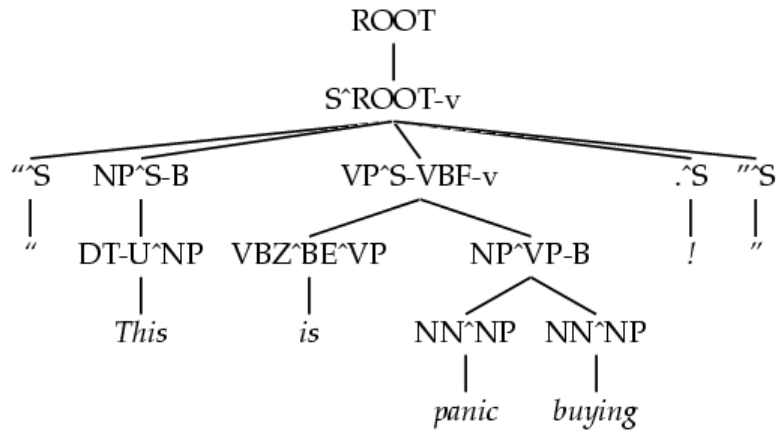 ROOT
S^ROOT-v
“^S NP^S-B VP^S-VBF-v .^S ”^S
“ DT-U^NP VBZ^BE^VP NP^VP-B ! ”
This is NN^NP NN^NP
panic buying